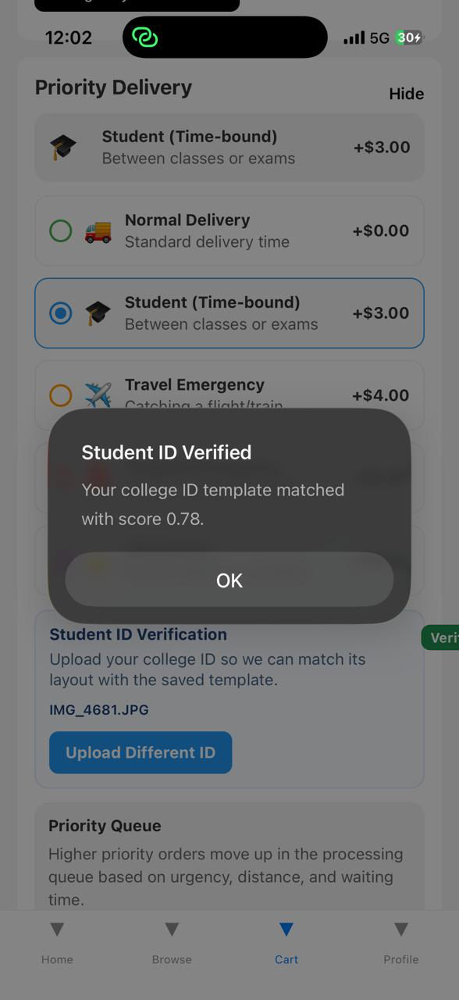 12:02
5G
30
Priority Delivery
Hide
Student (Time-bound)
+$3.00
Between classes or exams
Normal Delivery
+$0.00
Standard delivery time
Student (Time-bound)
+$3.00
Between classes or exams
Travel Emergency
+$4.00
Catching a flight/train
Student ID Verified
Your college ID template matched
with score 0.78.
OK
Student ID Verification
Veri
Upload your college ID so we can match its
layout with the saved template.
IMG_4681.JPG
Upload Different ID
Priority Queue
Higher priority orders move up in the processing
queue based on urgency, distance, and waiting
time.
Home
Browse
Cart
Profile